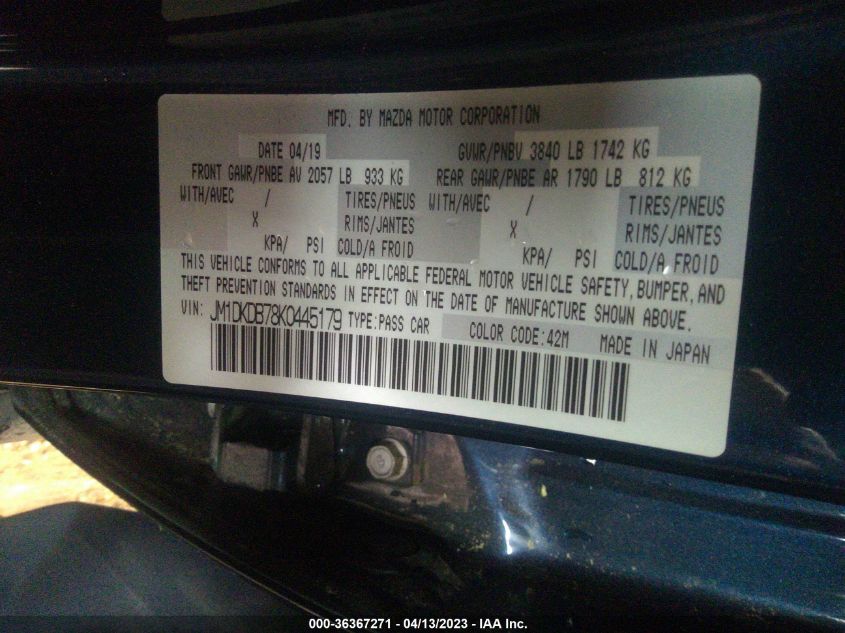 MFD. BY MAZDA MOTOR CORPORATION
DATE 04/19 GVWR/PNBV 3840 LB 1742 KG
FRONT GAWR/PNBE AV 2057 LB 933 KG REAR GAWR/PNBE AR 1790 LB 812 KG
WITH/AVEC / TIRES/PNEUS WITH/AVEC / TIRES/PNEUS
X RIMS/JANTES X RIMS/JANTES
KPA/ PSI COLD/A FROID KPA/ PSI COLD/A FROID
THIS VEHICLE CONFORMS TO ALL APPLICABLE FEDERAL MOTOR VEHICLE SAFETY, BUMPER, AND
THEFT PREVENTION STANDARDS IN EFFECT ON THE DATE OF MANUFACTURE SHOWN ABOVE.
VIN: JM1DKDB78K0445179 TYPE:PASS CAR COLOR CODE:42M MADE IN JAPAN
000-36367271 - 04/13/2023 - IAA Inc.